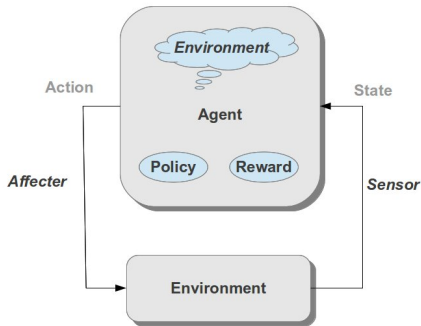 Environment
Action
State
Agent
Policy
Reward
Affecter
Sensor
Environment